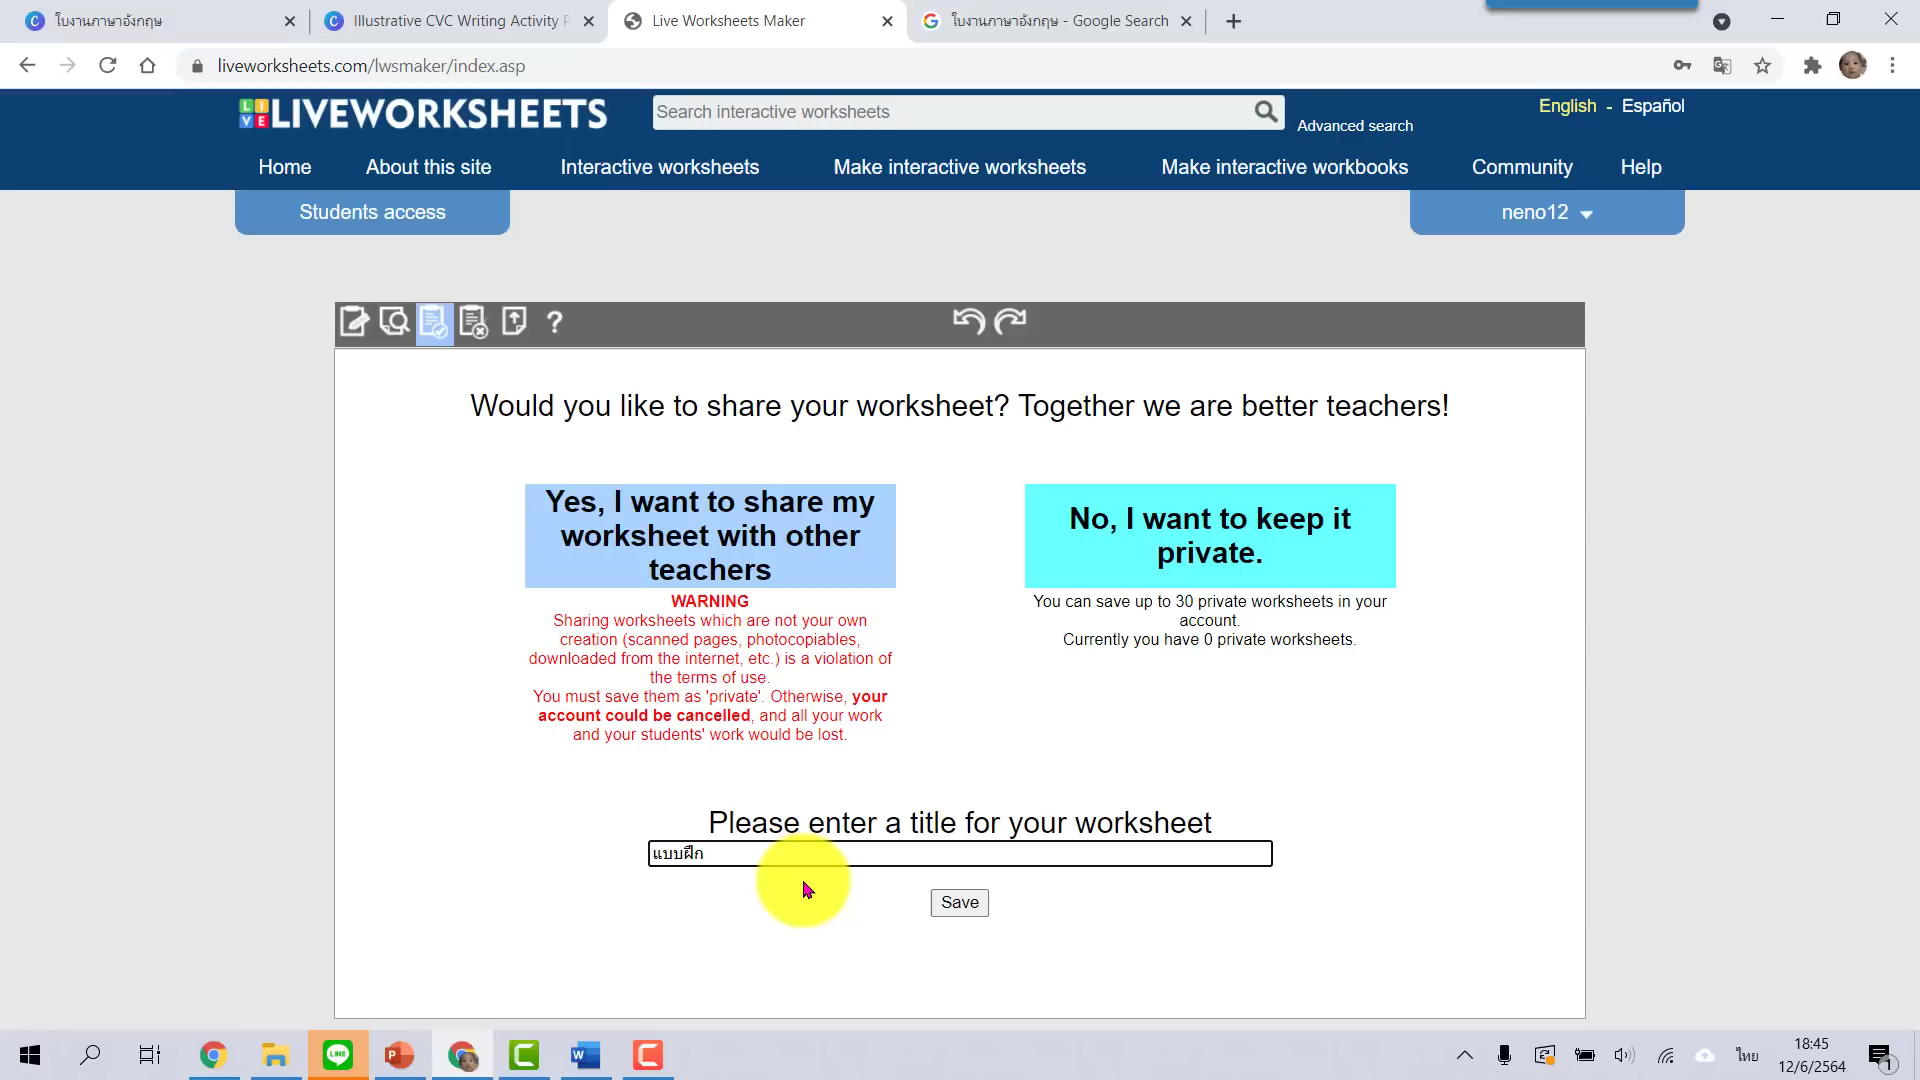 ใบงานภาษาอังกฤษ
Illustrative CVC Writing Activity P
Live Worksheets Maker
ใบงานภาษาอังกฤษ - Google Search
liveworksheets.com/lwsmaker/index.asp
LIVEWORKSHEETS
Search interactive worksheets
Advanced search
English - Español
Home About this site Interactive worksheets Make interactive worksheets Make interactive workbooks Community Help
Students access
neno12
?
Would you like to share your worksheet? Together we are better teachers!
Yes, I want to share my
worksheet with other
teachers
WARNING
Sharing worksheets which are not your own
creation (scanned pages, photocopiables,
downloaded from the internet, etc.) is a violation of
the terms of use.
You must save them as 'private'. Otherwise, your
account could be cancelled, and all your work
and your students' work would be lost.
No, I want to keep it
private.
You can save up to 30 private worksheets in your
account.
Currently you have 0 private worksheets.
Please enter a title for your worksheet
แบบฝึก
Save
LINE
ไทย
18:45
12/6/2564
1